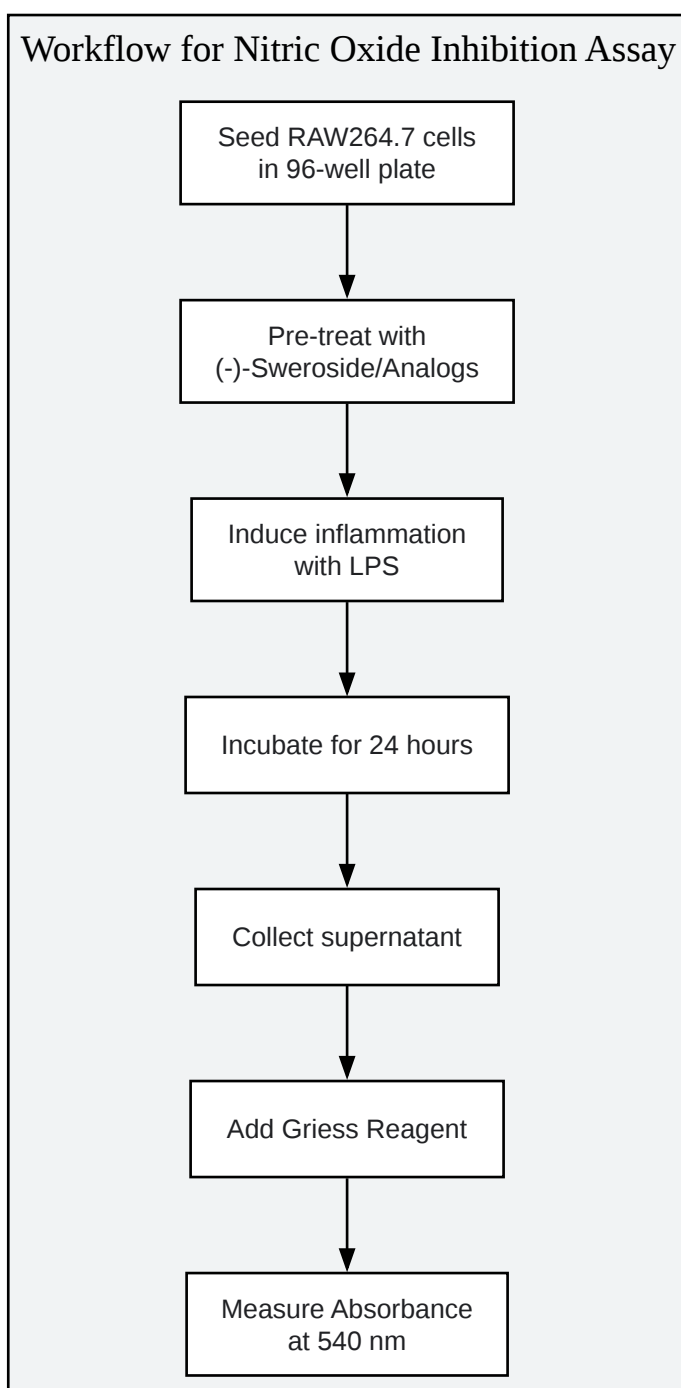 Workflow for Nitric Oxide Inhibition Assay
Seed RAW264.7 cells
in 96-well plate
Pre-treat with
(-)-Sweroside/Analogs
Induce inflammation
with LPS
Incubate for 24 hours
Collect supernatant
Add Griess Reagent
Measure Absorbance
at 540 nm